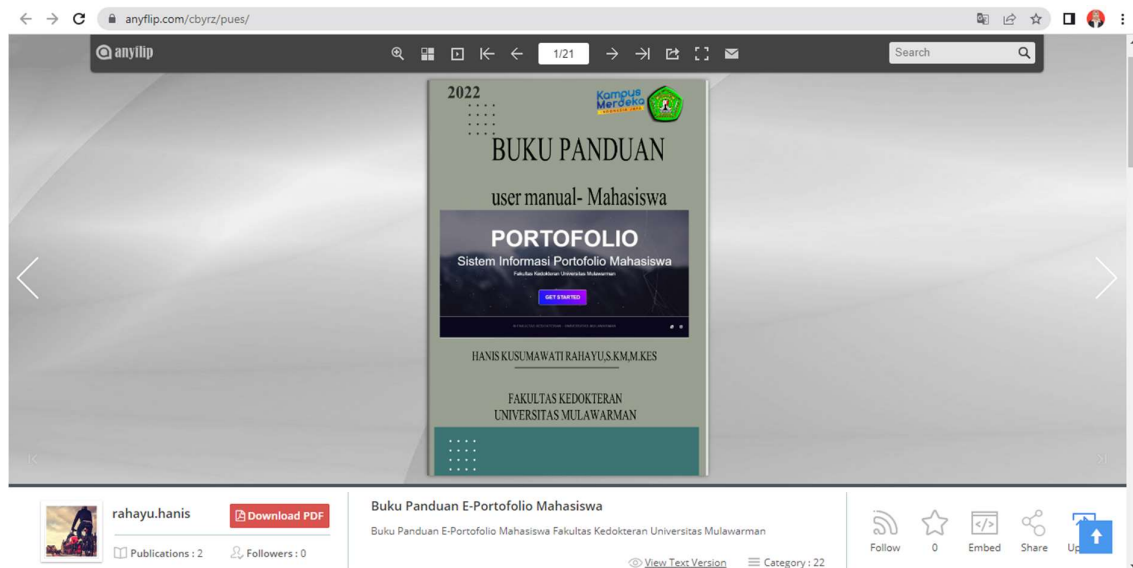 anyflip.com/cbyrz/pues/
anyflip
1/21
Search
2022
Kampus
Merdeka
BUKU PANDUAN
user manual- Mahasiswa
PORTOFOLIO
Sistem Informasi Portofolio Mahasiswa
Fakultas Kedokteran Universitas Mulawarman
GET STARTED
HANIS KUSUMAWATI RAHAYU,S.KM,M.KES
FAKULTAS KEDOKTERAN
UNIVERSITAS MULAWARMAN
rahayu.hanis
Download PDF
Publications : 2
Followers : 0
Buku Panduan E-Portofolio Mahasiswa
Buku Panduan E-Portofolio Mahasiswa Fakultas Kedokteran Universitas Mulawarman
View Text Version
Category : 22
Follow
0
Embed
Share